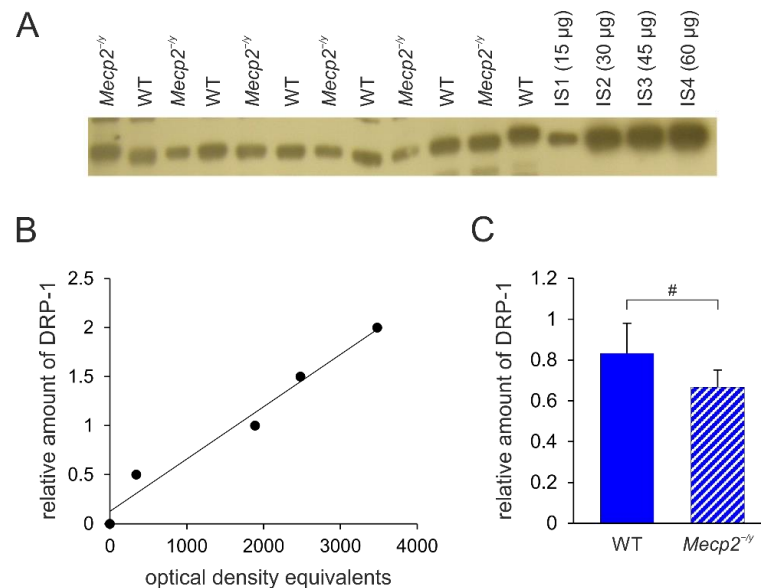 A
Mecp2⁻/ʸ
WT
Mecp2⁻/ʸ
WT
Mecp2⁻/ʸ
WT
Mecp2⁻/ʸ
WT
Mecp2⁻/ʸ
WT
Mecp2⁻/ʸ
WT
IS1 (15 µg)
IS2 (30 µg)
IS3 (45 µg)
IS4 (60 µg)
B
relative amount of DRP-1
2.5
2
1.5
1
0.5
0
0 1000 2000 3000 4000
optical density equivalents
C
relative amount of DRP-1
1.2
1
0.8
0.6
0.4
0.2
0
#
WT Mecp2⁻/ʸ